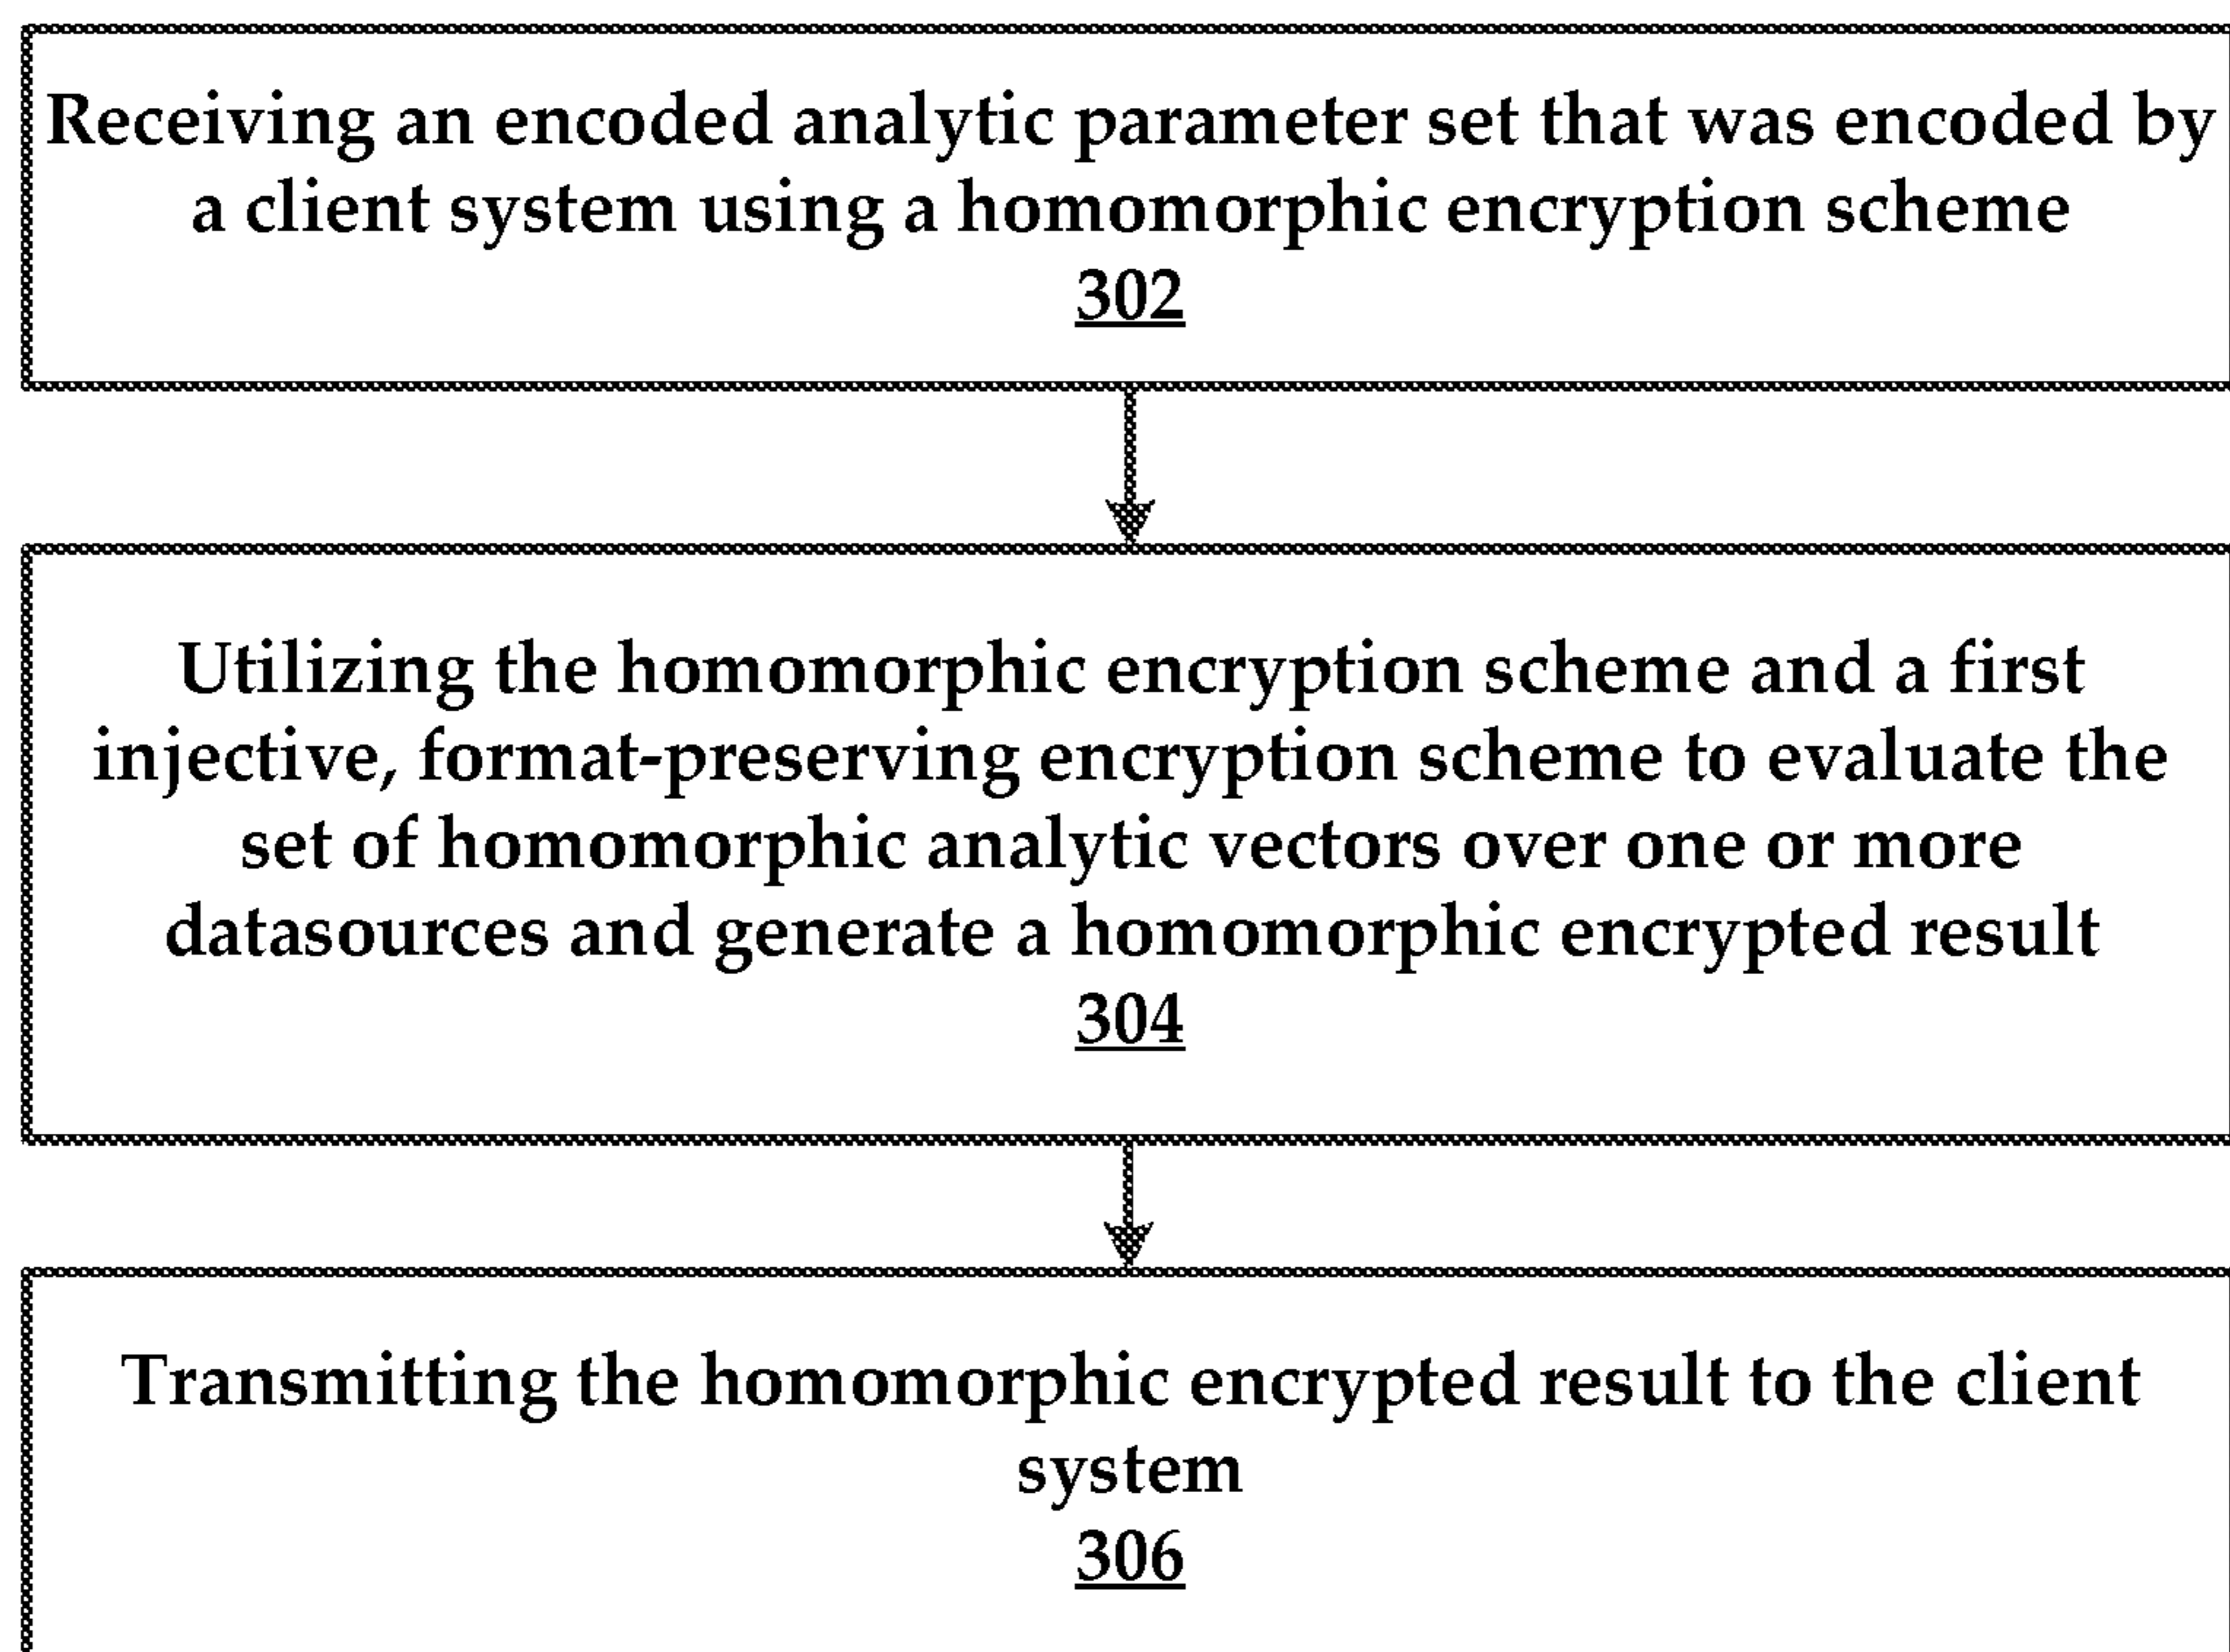 Receiving an encoded analytic parameter set that was encoded by
a client system using a homomorphic encryption scheme
302
Utilizing the homomorphic encryption scheme and a first
injective, format-preserving encryption scheme to evaluate the
set of homomorphic analytic vectors over one or more
datasources and generate a homomorphic encrypted result
304
Transmitting the homomorphic encrypted result to the client
system
306